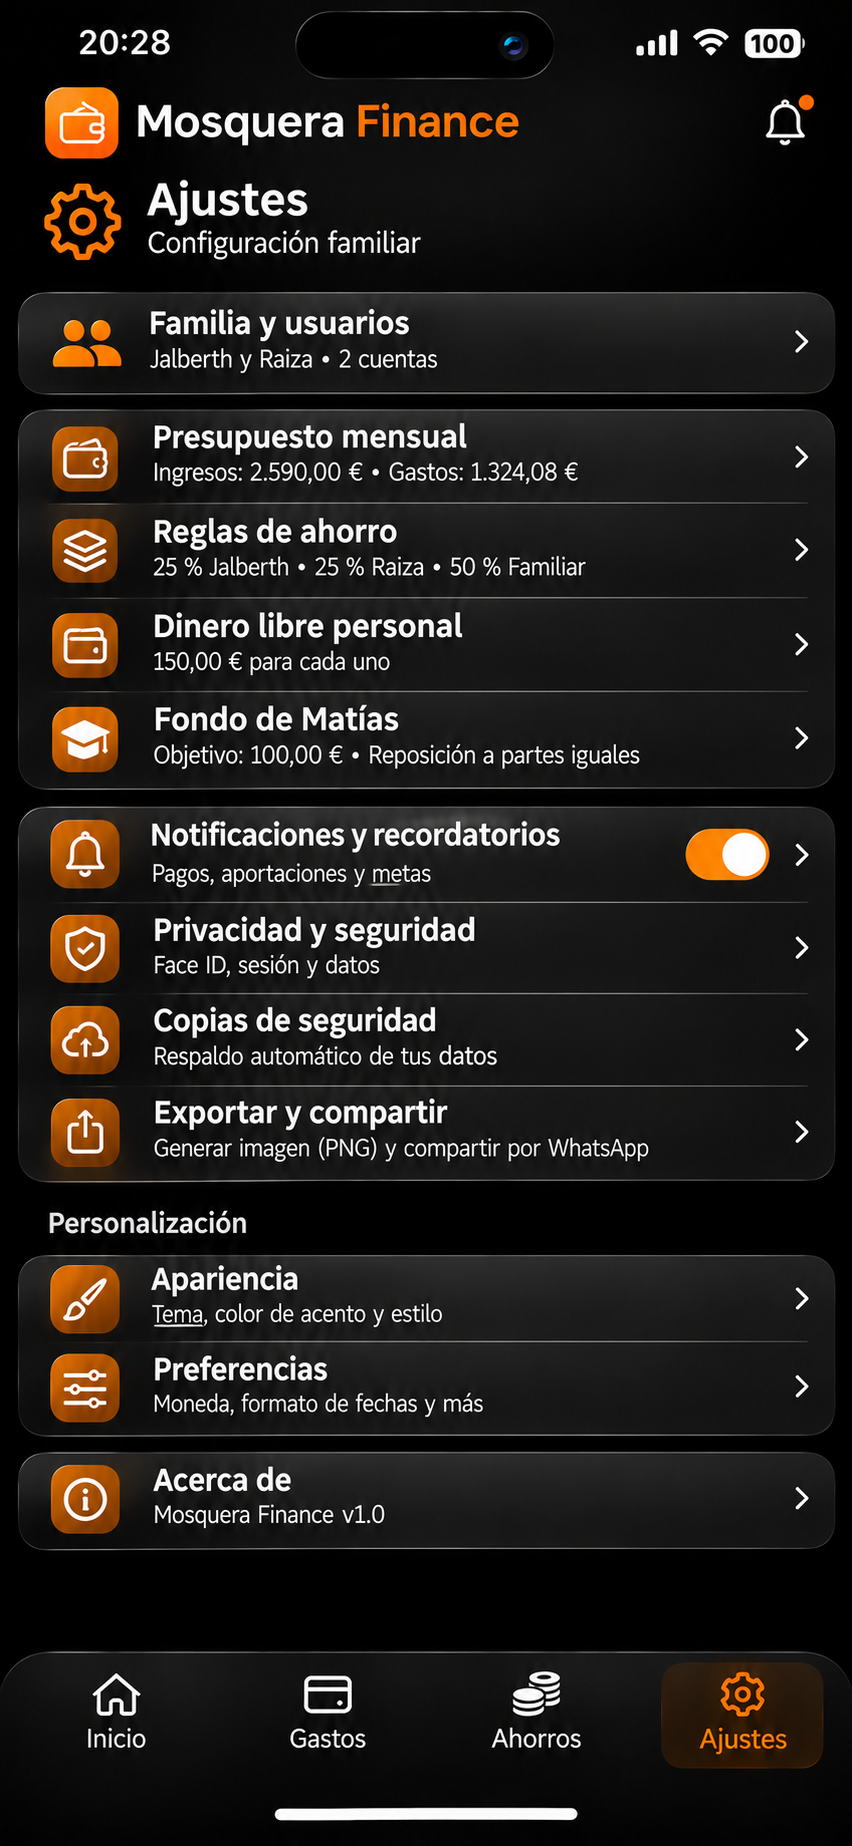 20:28
100
Mosquera Finance
Ajustes
Configuración familiar
Familia y usuarios
Jalberth y Raiza • 2 cuentas
Presupuesto mensual
Ingresos: 2.590,00 € • Gastos: 1.324,08 €
Reglas de ahorro
25 % Jalberth • 25 % Raiza • 50 % Familiar
Dinero libre personal
150,00 € para cada uno
Fondo de Matías
Objetivo: 100,00 € • Reposición a partes iguales
Notificaciones y recordatorios
Pagos, aportaciones y metas
Privacidad y seguridad
Face ID, sesión y datos
Copias de seguridad
Respaldo automático de tus datos
Exportar y compartir
Generar imagen (PNG) y compartir por WhatsApp
Personalización
Apariencia
Tema, color de acento y estilo
Preferencias
Moneda, formato de fechas y más
Acerca de
Mosquera Finance v1.0
Inicio
Gastos
Ahorros
Ajustes